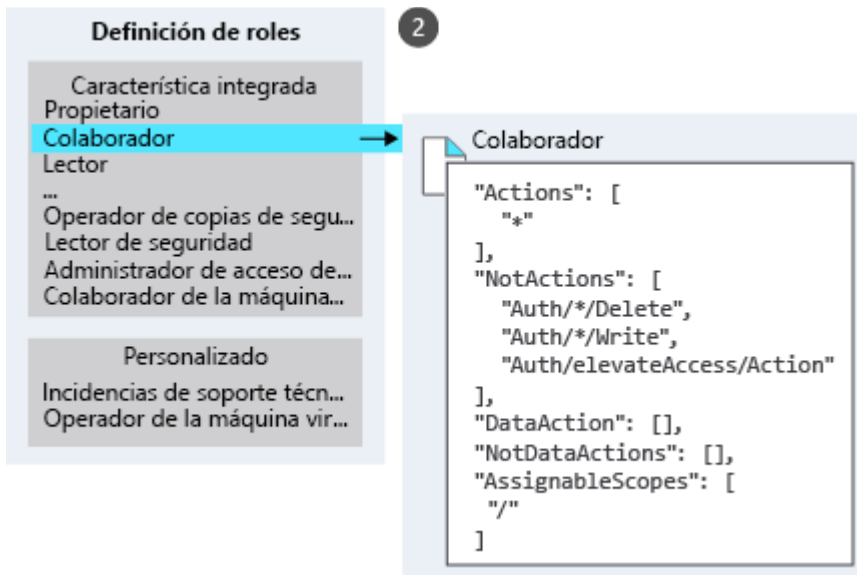 Definición de roles
2
Característica integrada
Propietario
Colaborador
Lector
...
Operador de copias de segu...
Lector de seguridad
Administrador de acceso de...
Colaborador de la máquina...
Personalizado
Incidencias de soporte técn...
Operador de la máquina vir...
Colaborador
"Actions": [
"*"
],
"NotActions": [
"Auth/*/Delete",
"Auth/*/Write",
"Auth/elevateAccess/Action"
],
"DataAction": [],
"NotDataActions": [],
"AssignableScopes": [
"/"
]